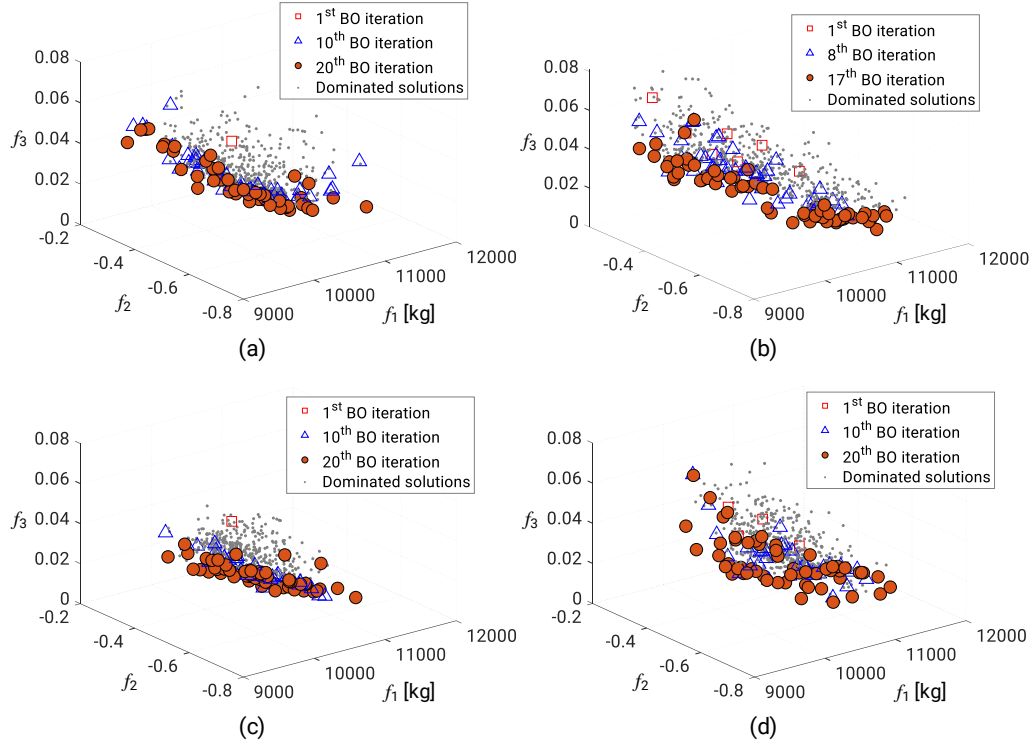 1st BO iteration
10th BO iteration
20th BO iteration
Dominated solutions
0.08
0.06
0.04
0.02
0
f3
-0.2
-0.4
-0.6
-0.8
f2
9000
10000
11000
12000
f1 [kg]
(a)
1st BO iteration
8th BO iteration
17th BO iteration
Dominated solutions
0.08
0.06
0.04
0.02
0
f3
-0.4
-0.6
-0.8
f2
9000
10000
11000
12000
f1 [kg]
(b)
1st BO iteration
10th BO iteration
20th BO iteration
Dominated solutions
0.08
0.06
0.04
0.02
0
f3
-0.2
-0.4
-0.6
-0.8
f2
9000
10000
11000
12000
f1 [kg]
(c)
1st BO iteration
10th BO iteration
20th BO iteration
Dominated solutions
0.08
0.06
0.04
0.02
0
f3
-0.2
-0.4
-0.6
-0.8
f2
9000
10000
11000
12000
f1 [kg]
(d)